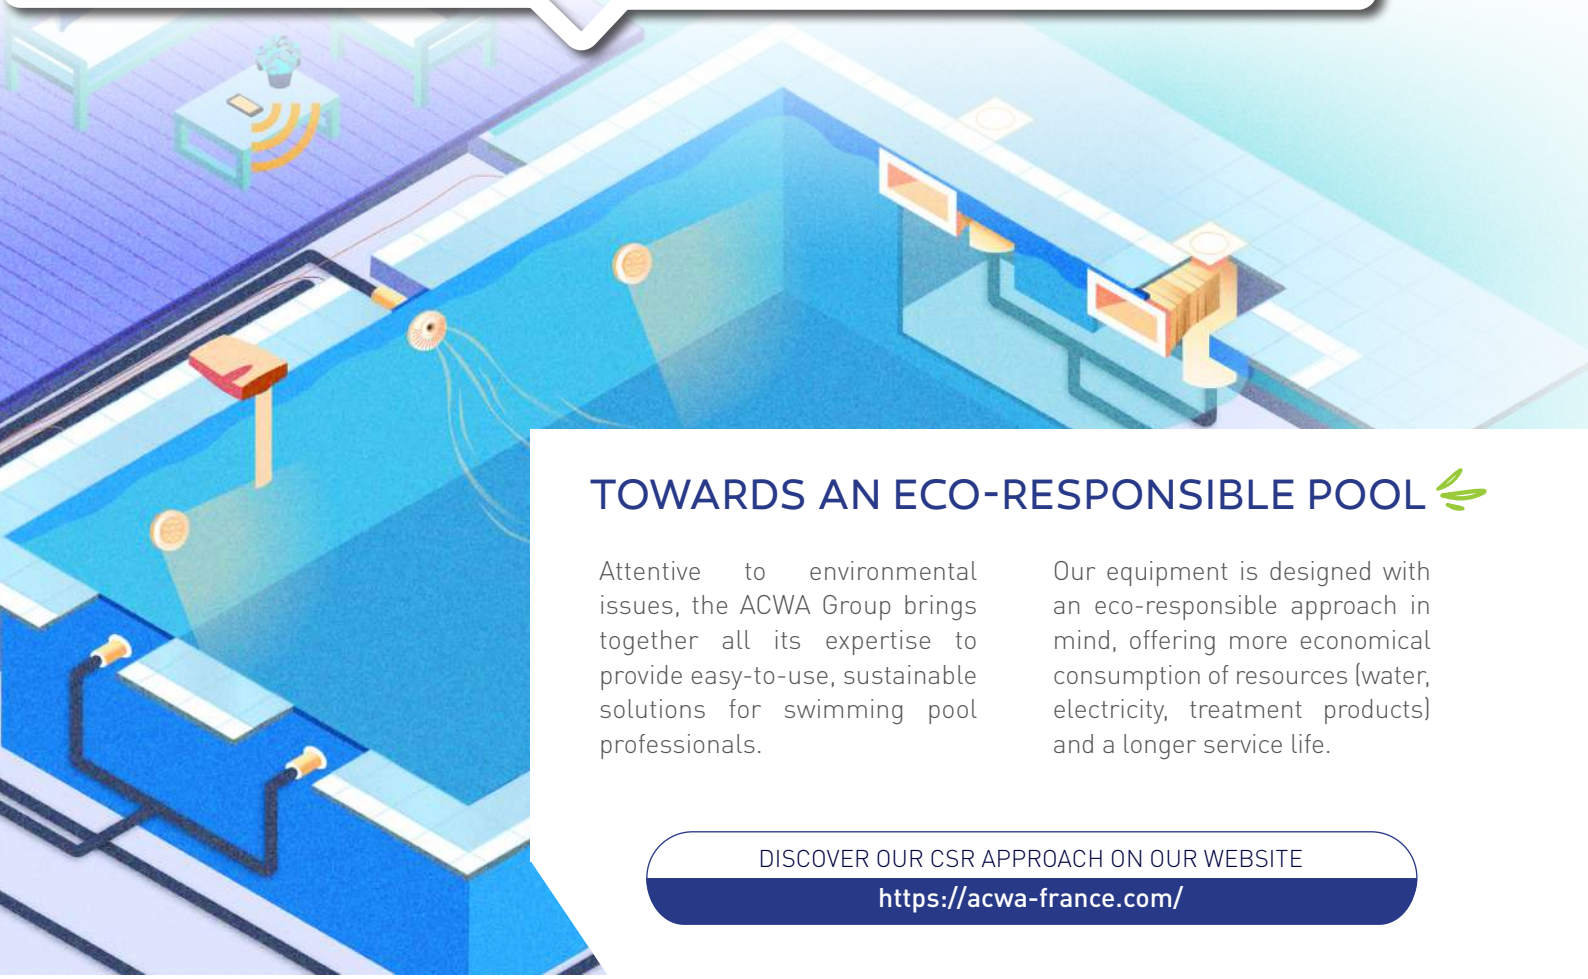 TOWARDS AN ECO-RESPONSIBLE POOL
Attentive to environmental
issues, the ACWA Group brings
together all its expertise to
provide easy-to-use, sustainable
solutions for swimming pool
professionals.
Our equipment is designed with
an eco-responsible approach in
mind, offering more economical
consumption of resources (water,
electricity, treatment products)
and a longer service life.
DISCOVER OUR CSR APPROACH ON OUR WEBSITE
https://acwa-france.com/